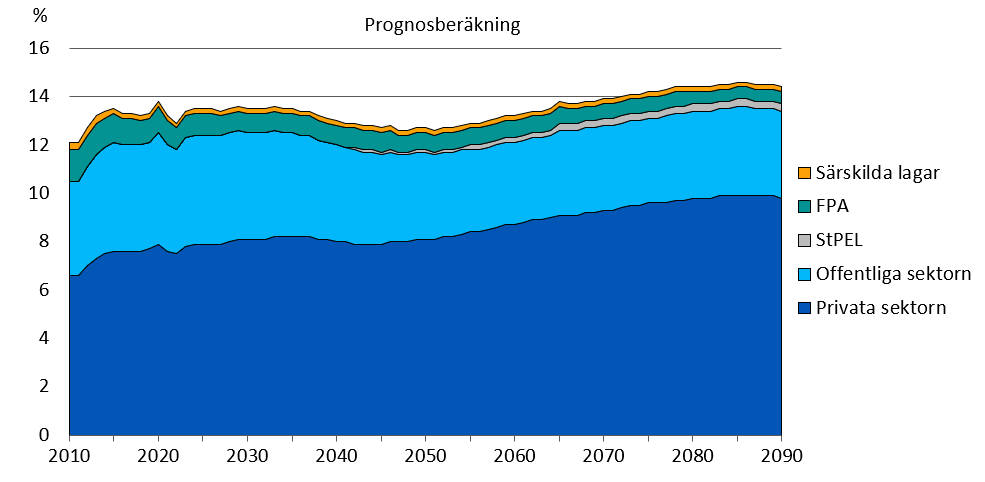 %
Prognosberäkning
16
14
12
10
8
6
4
2
0
2010 2020 2030 2040 2050 2060 2070 2080 2090
Särskilda lagar
FPA
StPEL
Offentliga sektorn
Privata sektorn